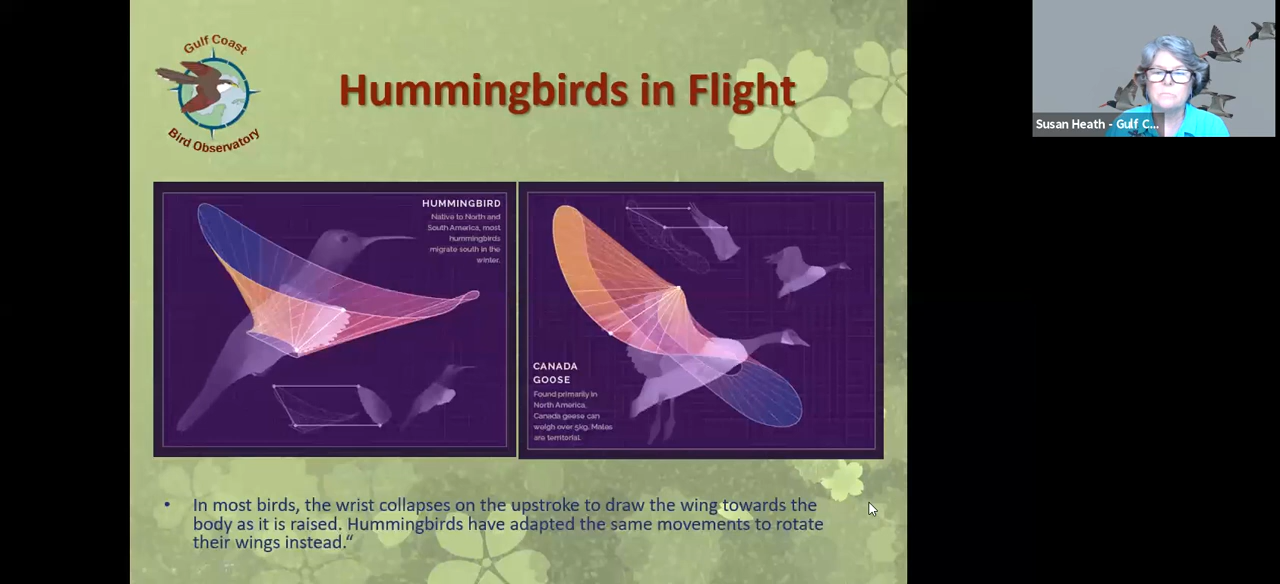 Gulf Coast
Bird Observatory
Hummingbirds in Flight
HUMMINGBIRD
Native to North and
South America, most
hummingbirds
migrate south in the
winter.
CANADA
GOOSE
Found primarily in
North America,
Canada geese can
weigh over 5kg. Males
are territorial.
• In most birds, the wrist collapses on the upstroke to draw the wing towards the
body as it is raised. Hummingbirds have adapted the same movements to rotate
their wings instead.“
Susan Heath - Gulf C...